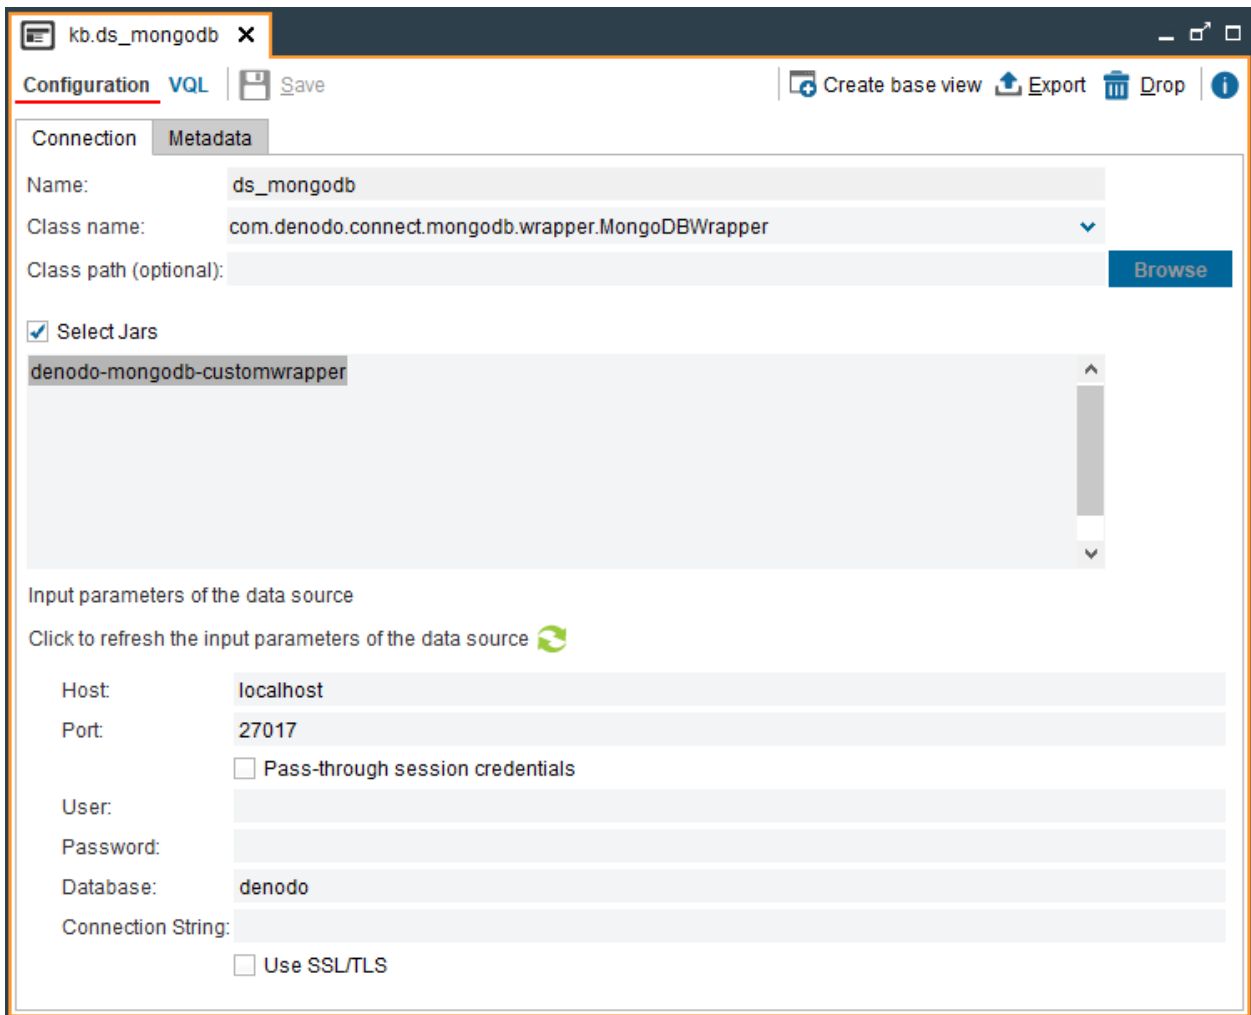 kb.ds_mongodb
Configuration VQL Save Create base view Export Drop
Connection Metadata
Name: ds_mongodb
Class name: com.denodo.connect.mongodb.wrapper.MongoDBWrapper
Class path (optional): Browse
Select Jars
denodo-mongodb-customwrapper
Input parameters of the data source
Click to refresh the input parameters of the data source
Host: localhost
Port: 27017
Pass-through session credentials
User:
Password:
Database: denodo
Connection String:
Use SSL/TLS